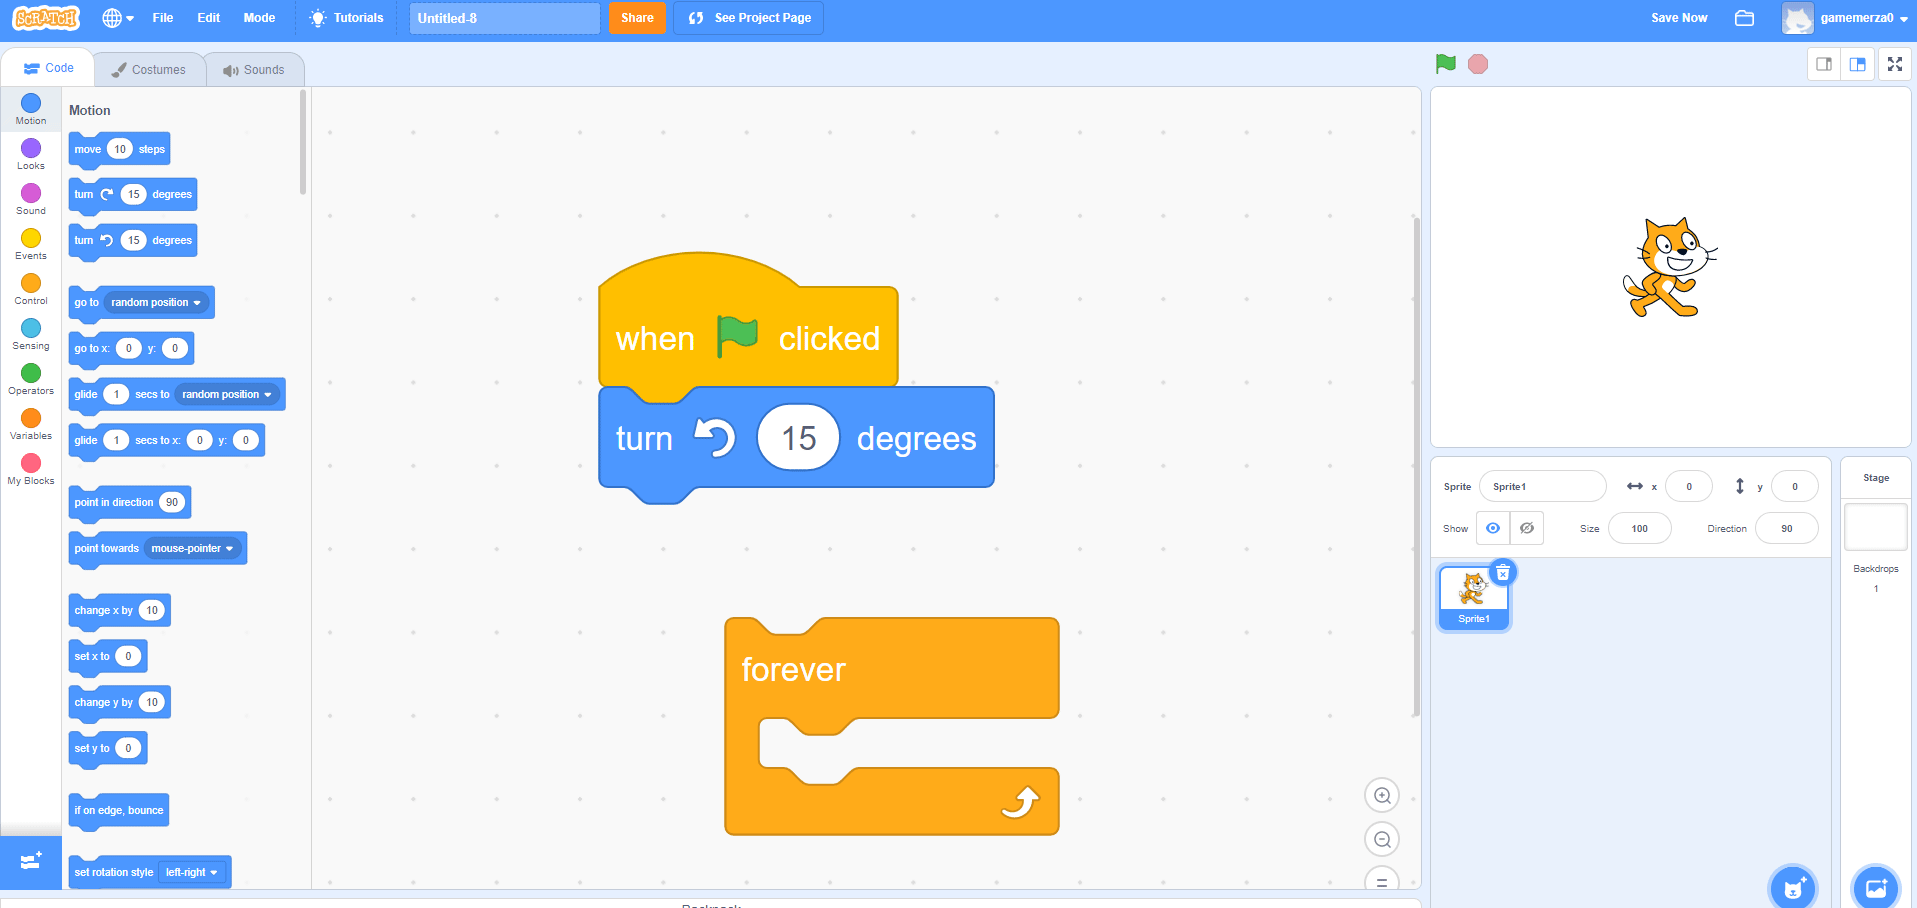 SCRATCH File Edit Mode Tutorials Untitled-8 Share See Project Page Save Now gamemerza0
Code Costumes Sounds
Motion
Looks
Sound
Events
Control
Sensing
Operators
Variables
My Blocks
Motion
move 10 steps
turn 15 degrees
turn 15 degrees
go to random position
go to x: 0 y: 0
glide 1 secs to random position
glide 1 secs to x: 0 y: 0
point in direction 90
point towards mouse-pointer
change x by 10
set x to 0
change y by 10
set y to 0
if on edge, bounce
set rotation style left-right
when clicked
turn 15 degrees
forever
Sprite Sprite1 x 0 y 0
Show Size 100 Direction 90
Sprite1
Stage
Backdrops
1